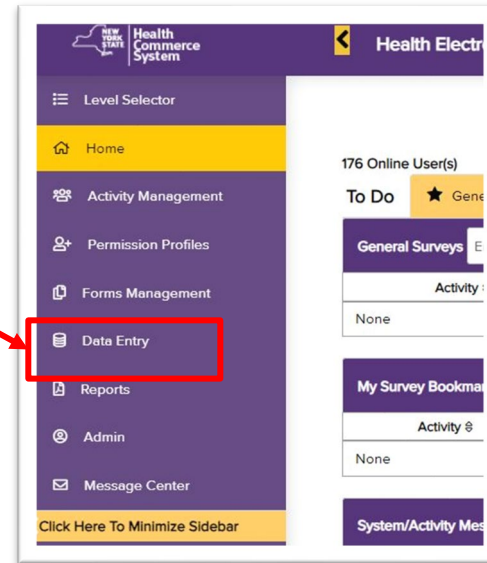 NEW YORK STATE
Health Commerce System
Health Electr
Level Selector
Home
176 Online User(s)
Activity Management
To Do
Gene
Permission Profiles
General Surveys
E
Activity
Forms Management
None
Data Entry
Reports
My Survey Bookmar
Activity
Admin
None
Message Center
Click Here To Minimize Sidebar
System/Activity Mes